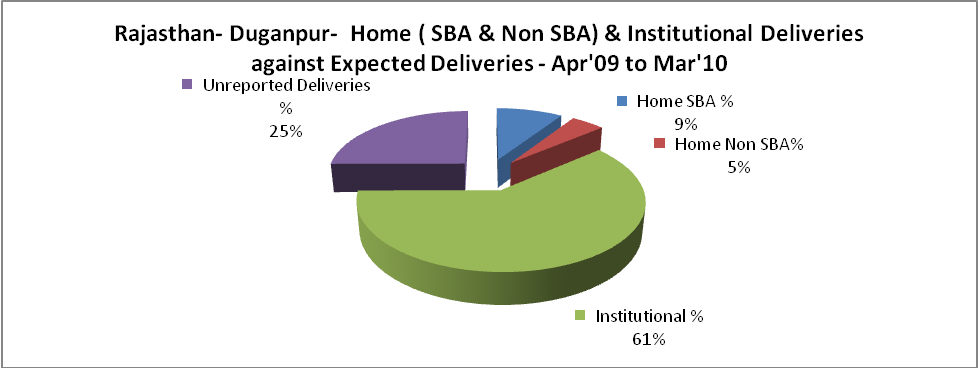 Rajasthan- Duganpur- Home ( SBA & Non SBA) & Institutional Deliveries
against Expected Deliveries - Apr'09 to Mar'10
Unreported Deliveries
%
25%
Home SBA %
9%
Home Non SBA%
5%
Institutional %
61%